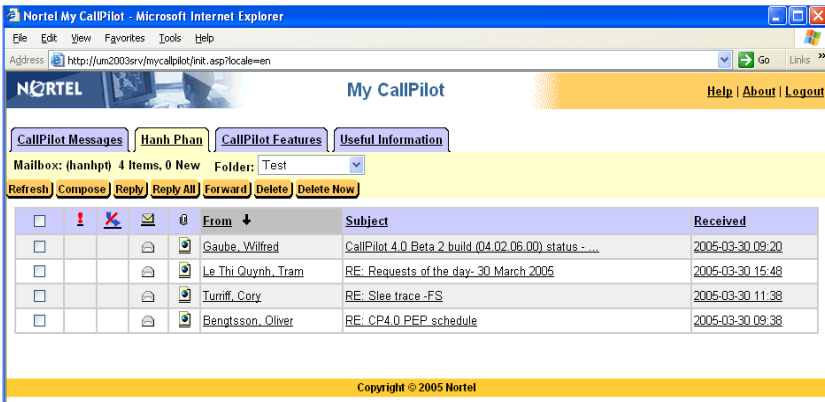 Nortel My CallPilot - Microsoft Internet Explorer
File Edit View Favorites Tools Help
Address http://um2003srv/mycallpilot/init.asp?locale=en Go Links »
NORTEL My CallPilot Help | About | Logout
CallPilot Messages Hanh Phan CallPilot Features Useful Information
Mailbox: (hanhpt) 4 Items, 0 New Folder: Test
Refresh Compose Reply Reply All Forward Delete Delete Now
From Subject Received
Gaube, Wilfred CallPilot 4.0 Beta 2 build (04.02.06.00) status - ... 2005-03-30 09:20
Le Thi Quynh, Tram RE: Requests of the day- 30 March 2005 2005-03-30 15:48
Turriff, Cory RE: Slee trace -FS 2005-03-30 11:38
Bengtsson, Oliver RE: CP4.0 PEP schedule 2005-03-30 09:38
Copyright © 2005 Nortel